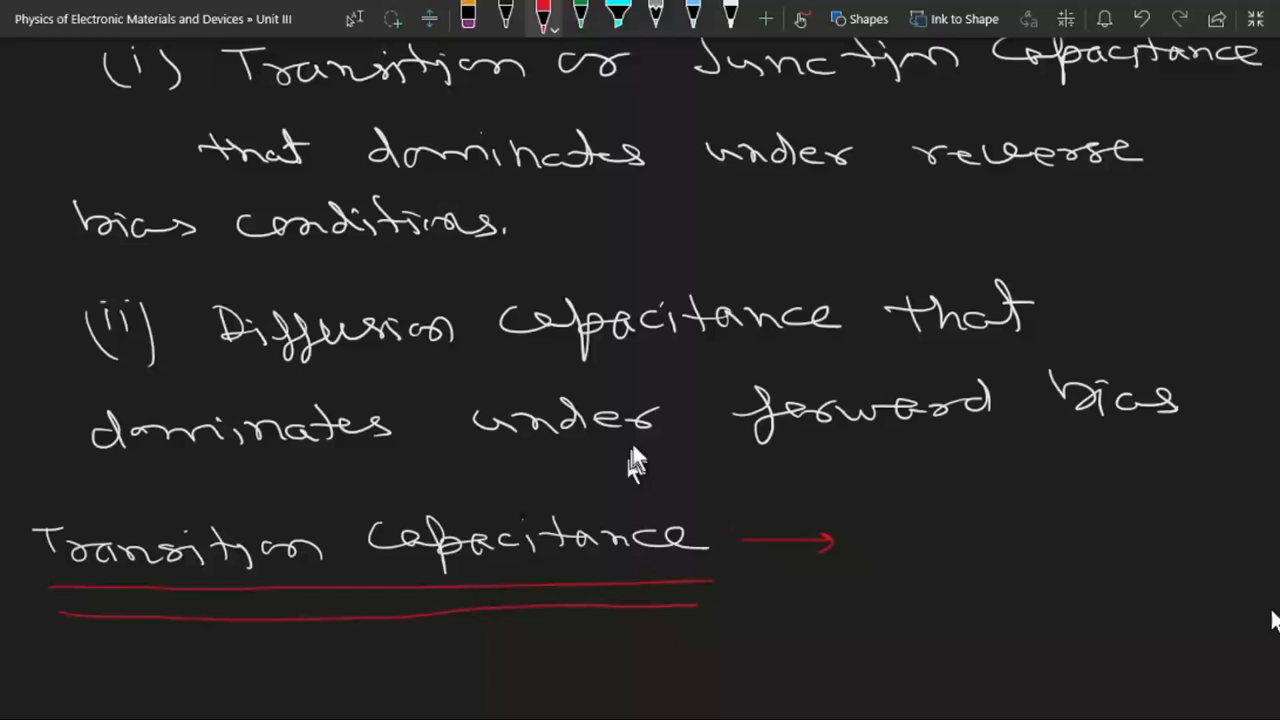 Physics of Electronic Materials and Devices » Unit III
Shapes
Ink to Shape
(i) Transition or Junction Capacitance
that dominates under reverse
bias conditions.
(ii) Diffusion capacitance that
dominates under forward bias
Transition Capacitance →